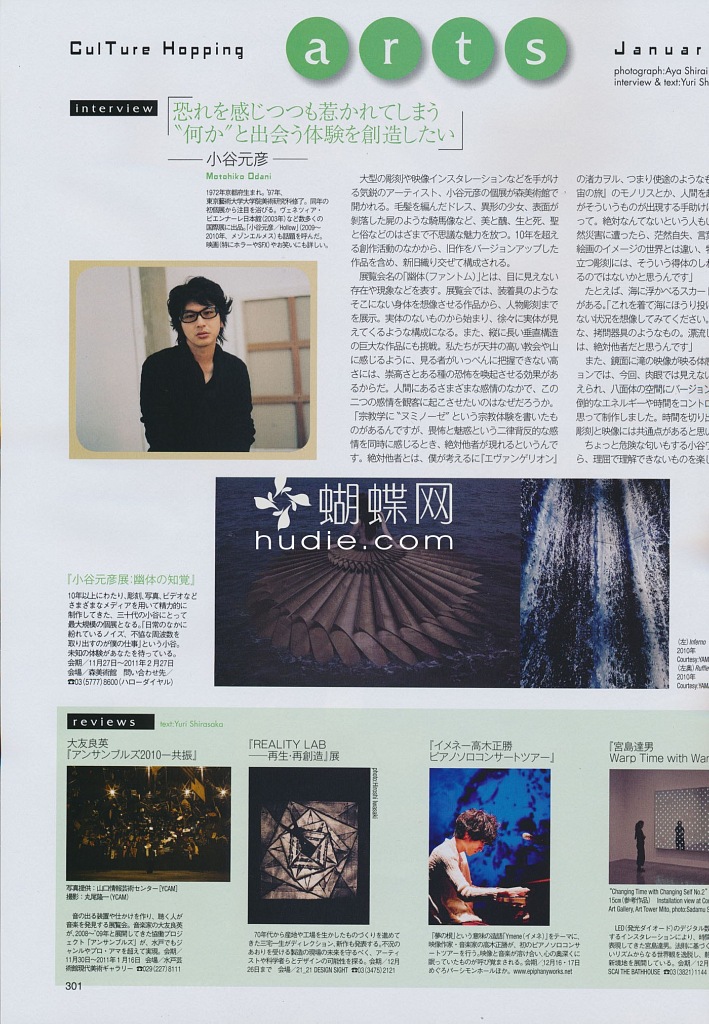 CulTure Hopping
arts
Januar
photograph:Aya Shirai
interview & text:Yuri Sh
interview
恐れを感じつつも惹かれてしまう
"何か"と出会う体験を創造したい
小谷元彦
Motohiko Odani
1972年京都府生まれ。'97年、
東京藝術大学大学院美術研究科修了。同年の
初個展から注目を浴びる。ヴェネツィア・
ビエンナーレ日本館(2003年)など数多くの
国際展に出品。「小谷元彦/Hollow」(2009〜
2010年、メゾンエルメス)も話題を呼んだ。
映画(特にホラーやSFX)やお笑いにも詳しい。
大型の彫刻や映像インスタレーションなどを手がけ
る気鋭のアーティスト、小谷元彦の個展が森美術館で
開かれる。毛髪を編んだドレス、異形の少女、表面が
剝落した屍のような騎馬像など、美と醜、生と死、聖
と俗などのはざまで不思議な魅力を放つ。10年を超え
る創作活動のなかから、旧作をバージョンアップした
作品を含め、新旧織り交ぜて構成される。
展覧会名の「幽体(ファントム)」とは、目に見えない
存在や現象などを表す。展覧会では、装着具のような
そこにない身体を想像させる作品から、人物彫刻まで
を展示。実体のないものから始まり、徐々に実体が見
えてくるような構成になる。また、縦に長い垂直構造
の巨大な作品にも挑戦。私たちが天井の高い教会や山
に感じるように、見る者がいっぺんに把握できない高
さには、崇高さとある種の恐怖を喚起させる効果があ
るからだ。人間にあるさまざまな感情のなかで、この
二つの感情を観客に起こさせたいのはなぜだろうか。
「宗教学に"ヌミノーゼ"という宗教体験を書いたも
のがあるんですが、畏怖と魅惑という二律背反的な感
情を同時に感じるとき、絶対他者が現れるというんで
す。絶対他者とは、僕が考えるに『エヴァンゲリオン』
の渚カヲル、つまり使途のようなも
宙の旅』のモノリスとか、人間を超
がそういうものが出現する手助けに
って。絶対なんてないという人もい
然災害に遭ったら、茫然自失、言葉
絵画のイメージの世界とは違い、物
立つ彫刻には、そういう得体のしれ
るのではないかと思うんです」
たとえば、海に浮かべるスカート
がある。「これを着て海にほうり投げ
ない状況を想像してみてください。
な、拷問器具のようなもの。漂流し
は、絶対他者だと思うんです」
また、鏡面に滝の映像が映る体感
ョンでは、今回、肉眼では見えない
えられ、八面体の空間にバージョン
倒的なエネルギーや時間をコントロ
思って制作しました。時間を切り出
彫刻と映像には共通点があると思い
ちょっと危険な匂いもする小谷ワ
ら、理屈で理解できないものを楽し
蝴蝶网
hudie.com
『小谷元彦展:幽体の知覚』
10年以上にわたり、彫刻、写真、ビデオなど
さまざまなメディアを用いて精力的に
制作してきた、三十代の小谷にとって
最大規模の個展となる。「日常のなかに
紛れているノイズ、不協な周波数を
取り出すのが僕の仕事」という小谷。
未知の体験があなたを待っている。
会期/11月27日〜2011年2月27日
会場/森美術館 問い合わせ先/
☎03(5777)8600(ハローダイヤル)
(左) Inferno
2010年
Courtesy:YAM
(左奥) Ruffle
2010年
Courtesy:YAMA
reviews
text:Yuri Shirasaka
大友良英
『アンサンブルズ2010―共振』
写真提供:山口情報芸術センター[YCAM]
撮影:丸尾隆一(YCAM)
音の出る装置や仕かけを作り、聴く人が
音楽を発見する展覧会。音楽家の大友良英
が、2008〜09年と展開してきた協働プロジ
ェクト「アンサンブルズ」が、水戸でもジ
ャンルやプロ・アマを超えて実現。会期/
11月30日〜2011年1月16日 会場/水戸芸
術館現代美術ギャラリー ☎029(227)8111
『REALITY LAB
――再生・再創造』展
photo:Hiroshi Iwasaki
70年代から産地や工場を生かしたものづくりを進めて
きた三宅一生がディレクション、新作も発表する。不況の
あおりを受ける製造の現場の未来を守るべく、アーティ
ストや科学者らとデザインの可能性を探る。会期/12月
26日まで 会場/21_21 DESIGN SIGHT ☎03(3475)2121
『イメネー高木正勝
ピアノソロコンサートツアー』
「夢の根」という意味の造語「Ymene(イメネ)」をテーマに、
映像作家・音楽家の高木正勝が、初のピアノソロコンサ
ートツアーを行う。映像と音楽が溶け合い、心の奥深くに
眠っていたものが呼び覚まされる。会期/12月16・17日
めぐろパーシモンホールほか。 www.epiphanyworks.net
『宮島達男
Warp Time with War
"Changing Time with Changing Self No.2"
15㎝(参考作品) Installation view at Co
Art Gallery, Art Tower Mito, photo:Sadamu S
LED(発光ダイオード)のデジタル数
するインスタレーションにより、時間
表現してきた宮島達男。法則に基づく
いリズムからなる世界観を逸脱し、新
新境地を展開している。会期/12月
SCAI THE BATHHOUSE ☎03(3821)1144
301